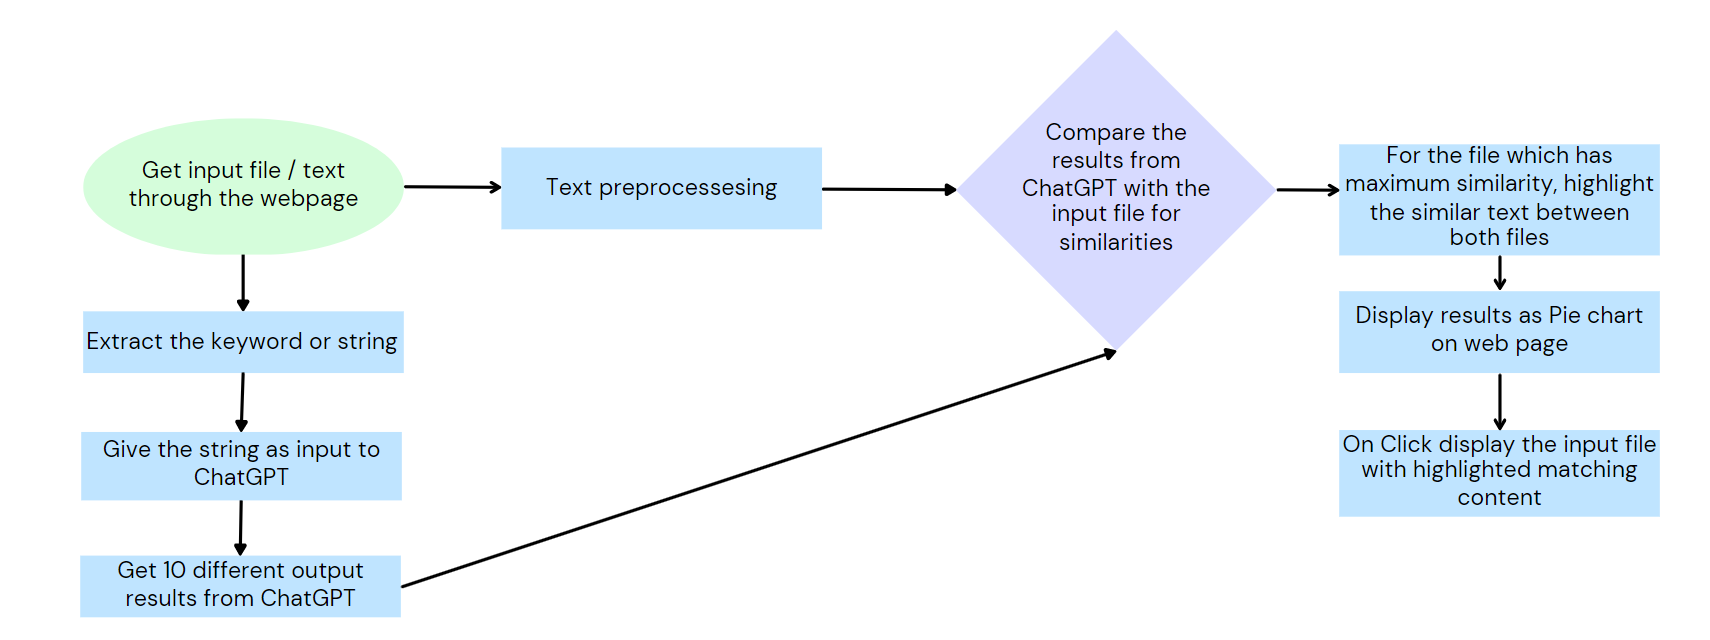 Get input file / text
through the webpage
Text preprocessesing
Compare the
results from
ChatGPT with the
input file for
similarities
For the file which has
maximum similarity, highlight
the similar text between
both files
Extract the keyword or string
Display results as Pie chart
on web page
Give the string as input to
ChatGPT
On Click display the input file
with highlighted matching
content
Get 10 different output
results from ChatGPT